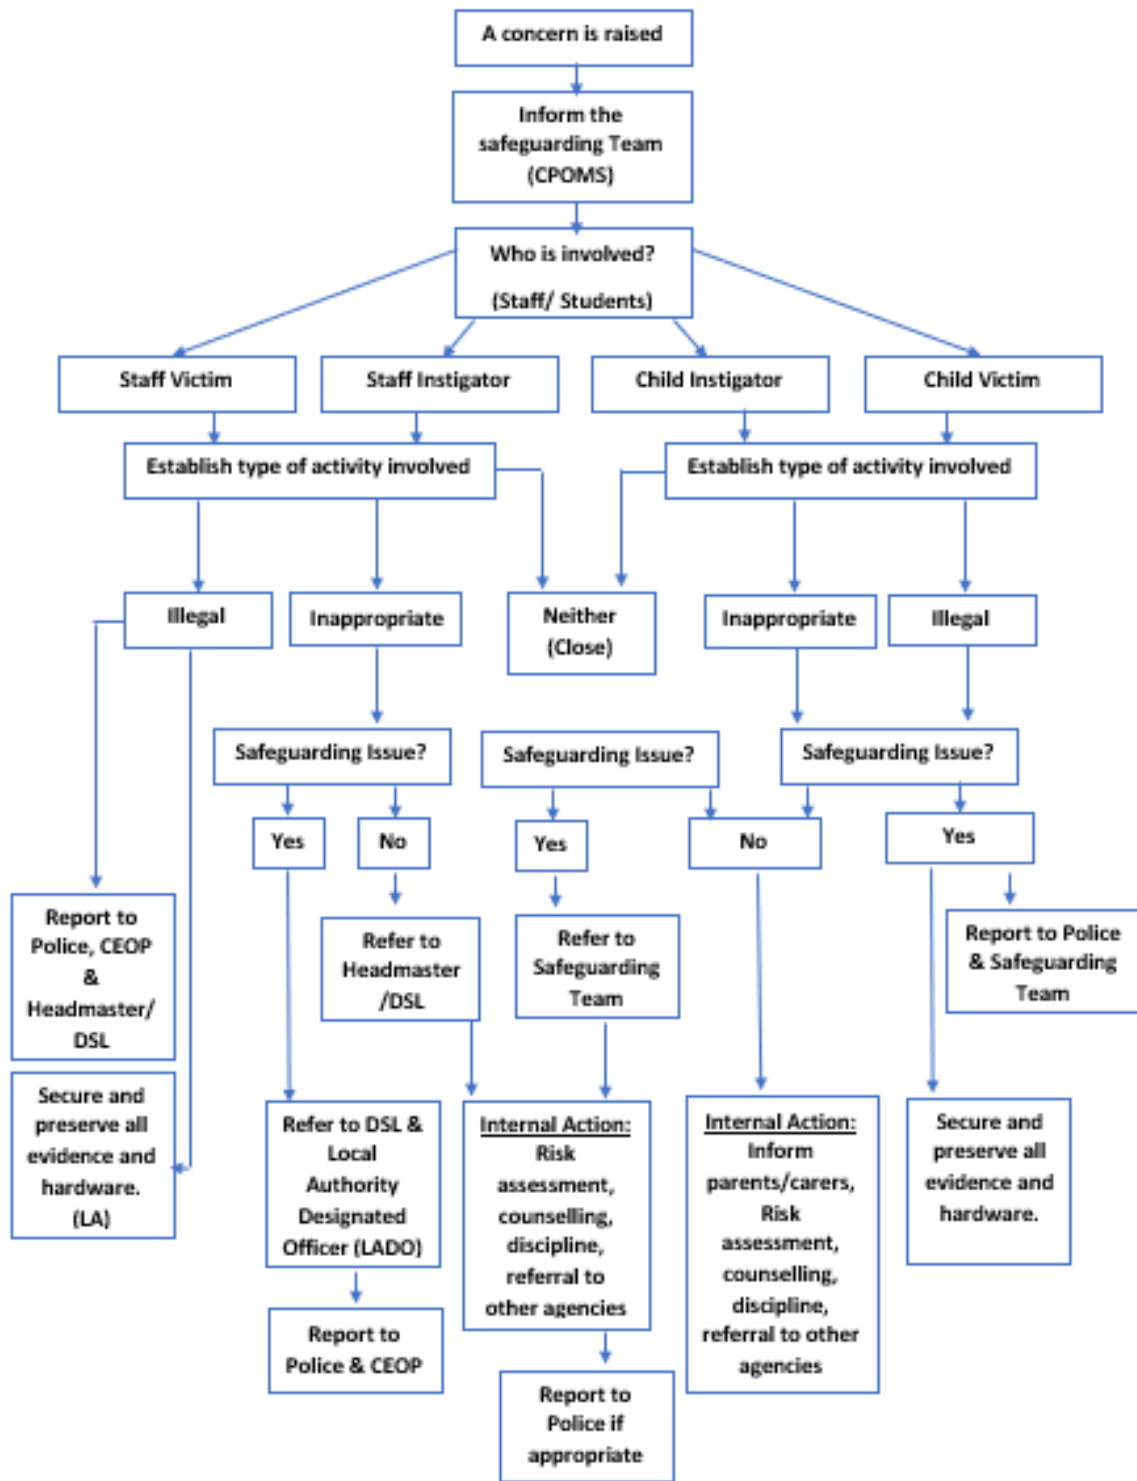 A concern is raised
Inform the
safeguarding Team
(CPOMS)
Who is involved?
(Staff/ Students)
Staff Victim
Staff Instigator
Child Instigator
Child Victim
Establish type of activity involved
Establish type of activity involved
Illegal
Inappropriate
Neither
(Close)
Inappropriate
Illegal
Safeguarding Issue?
Safeguarding Issue?
Safeguarding Issue?
Yes
No
Yes
No
Yes
Report to
Police, CEOP
&
Headmaster/
DSL
Refer to
Headmaster
/DSL
Refer to
Safeguarding
Team
Report to Police
& Safeguarding
Team
Secure and
preserve all
evidence and
hardware.
(LA)
Refer to DSL &
Local
Authority
Designated
Officer (LADO)
Internal Action:
Risk
assessment,
counselling,
discipline,
referral to
other agencies
Internal Action:
Inform
parents/carers,
Risk
assessment,
counselling,
discipline,
referral to other
agencies
Secure and
preserve all
evidence and
hardware.
Report to
Police & CEOP
Report to
Police if
appropriate